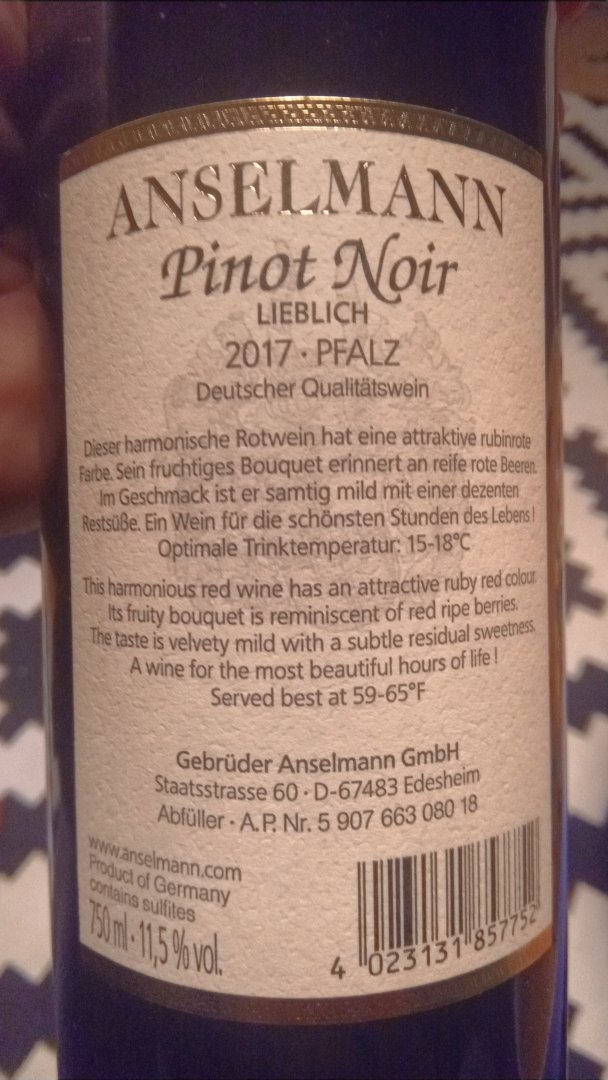 ANSELMANN
Pinot Noir
LIEBLICH
2017 · PFALZ
Deutscher Qualitätswein
Dieser harmonische Rotwein hat eine attraktive rubinrote
Farbe. Sein fruchtiges Bouquet erinnert an reife rote Beeren.
Im Geschmack ist er samtig mild mit einer dezenten
Restsüße. Ein Wein für die schönsten Stunden des Lebens!
Optimale Trinktemperatur: 15-18°C
This harmonious red wine has an attractive ruby red colour.
Its fruity bouquet is reminiscent of red ripe berries.
The taste is velvety mild with a subtle residual sweetness.
A wine for the most beautiful hours of life !
Served best at 59-65°F
Gebrüder Anselmann GmbH
Staatsstrasse 60 · D-67483 Edesheim
Abfüller · A.P. Nr. 5 907 663 080 18
www.anselmann.com
Product of Germany
contains sulfites
750 ml · 11,5 % vol.
4 023131 857752